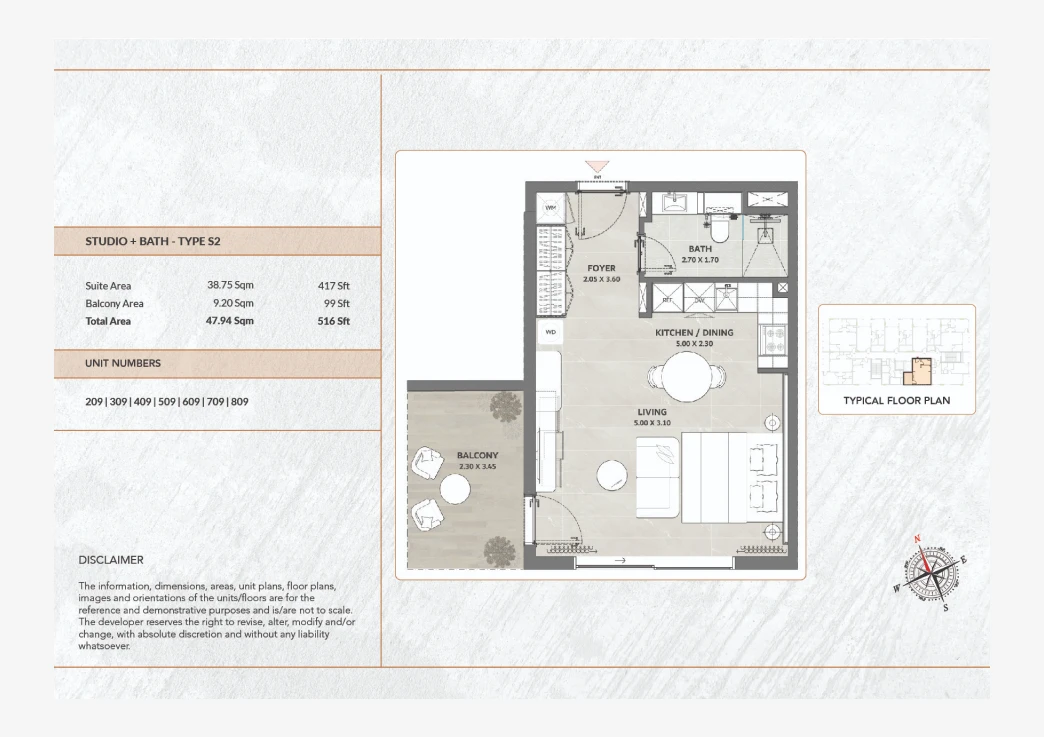 STUDIO + BATH - TYPE S2
Suite Area 38.75 Sqm 417 Sft
Balcony Area 9.20 Sqm 99 Sft
Total Area 47.94 Sqm 516 Sft
UNIT NUMBERS
209 | 309 | 409 | 509 | 609 | 709 | 809
DISCLAIMER
The information, dimensions, areas, unit plans, floor plans,
images and orientations of the units/floors are for the
reference and demonstrative purposes and is/are not to scale.
The developer reserves the right to revise, alter, modify and/or
change, with absolute discretion and without any liability
whatsoever.
WM
BATH
2.70 X 1.70
FOYER
2.05 X 3.60
REF
DW
WD
KITCHEN / DINING
5.00 X 2.30
LIVING
5.00 X 3.10
BALCONY
2.30 X 3.45
TYPICAL FLOOR PLAN
N
E
W
S